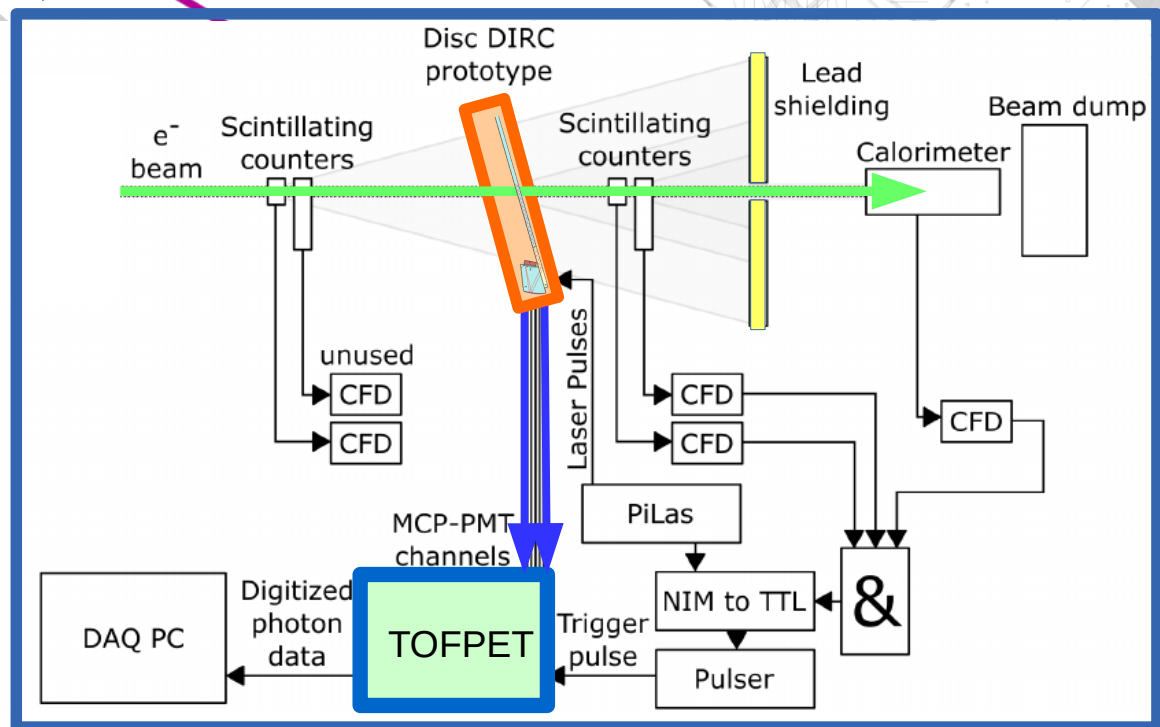 Disc DIRC
prototype
Lead
shielding
Beam dump
e-
beam
Scintillating
counters
Scintillating
counters
Calorimeter
unused
CFD
CFD
Laser Pulses
CFD
CFD
CFD
MCP-PMT
channels
PiLas
Digitized
photon
data
NIM to TTL
&
DAQ PC
TOFPET
Trigger
pulse
Pulser